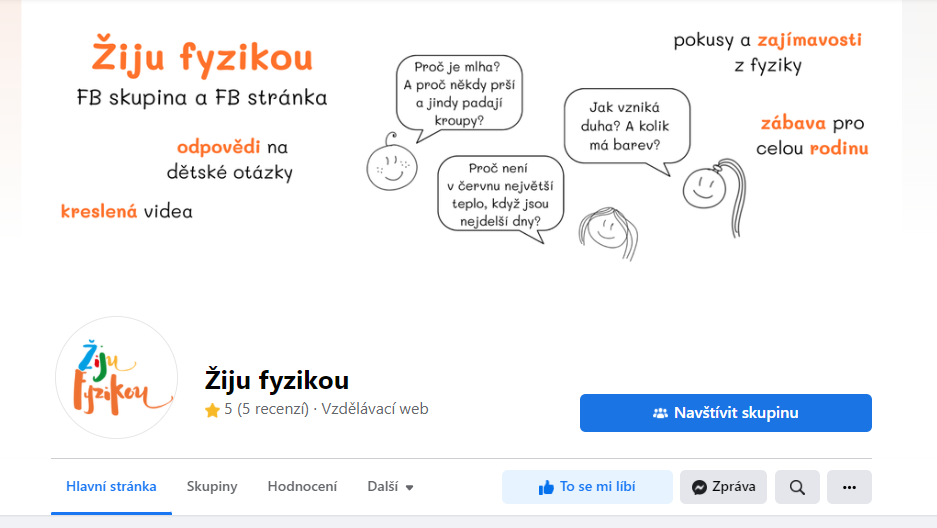 Žiju fyzikou
FB skupina a FB stránka
odpovědi na
dětské otázky
kreslená videa
Proč je mlha?
A proč někdy prší
a jindy padají
kroupy?
Proč není
v červnu největší
teplo, když jsou
nejdelší dny?
Jak vzniká
duha? A kolik
má barev?
pokusy a zajímavosti
z fyziky
zábava pro
celou rodinu
Žiju
fyzikou
Žiju fyzikou
5 (5 recenzí) · Vzdělávací web
Navštívit skupinu
Hlavní stránka
Skupiny
Hodnocení
Další
To se mi líbí
Zpráva